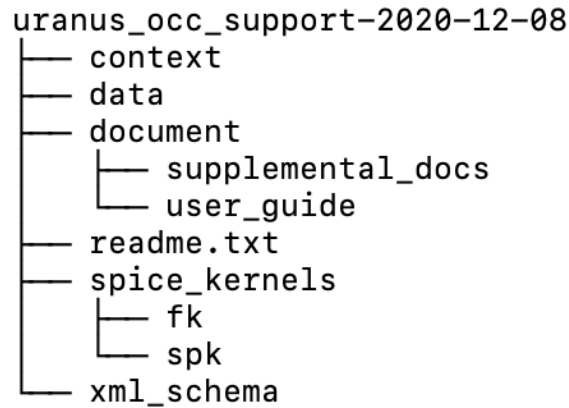 uranus_occ_support-2020-12-08
├── context
├── data
├── document
│   ├── supplemental_docs
│   └── user_guide
├── readme.txt
├── spice_kernels
│   ├── fk
│   └── spk
└── xml_schema